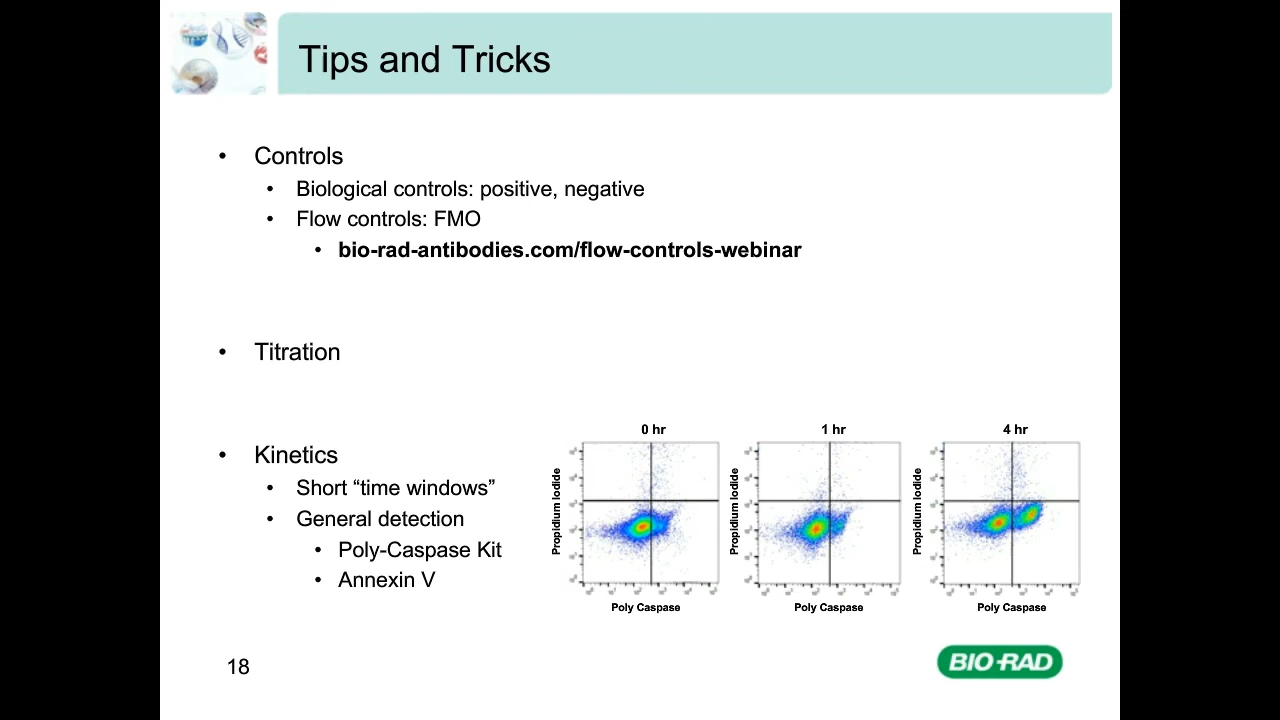 Tips and Tricks
• Controls
• Biological controls: positive, negative
• Flow controls: FMO
• bio-rad-antibodies.com/flow-controls-webinar
• Titration
• Kinetics
• Short “time windows”
• General detection
• Poly-Caspase Kit
• Annexin V
0 hr
Propidium Iodide
Poly Caspase
1 hr
Propidium Iodide
Poly Caspase
4 hr
Propidium Iodide
Poly Caspase
18
BIO-RAD